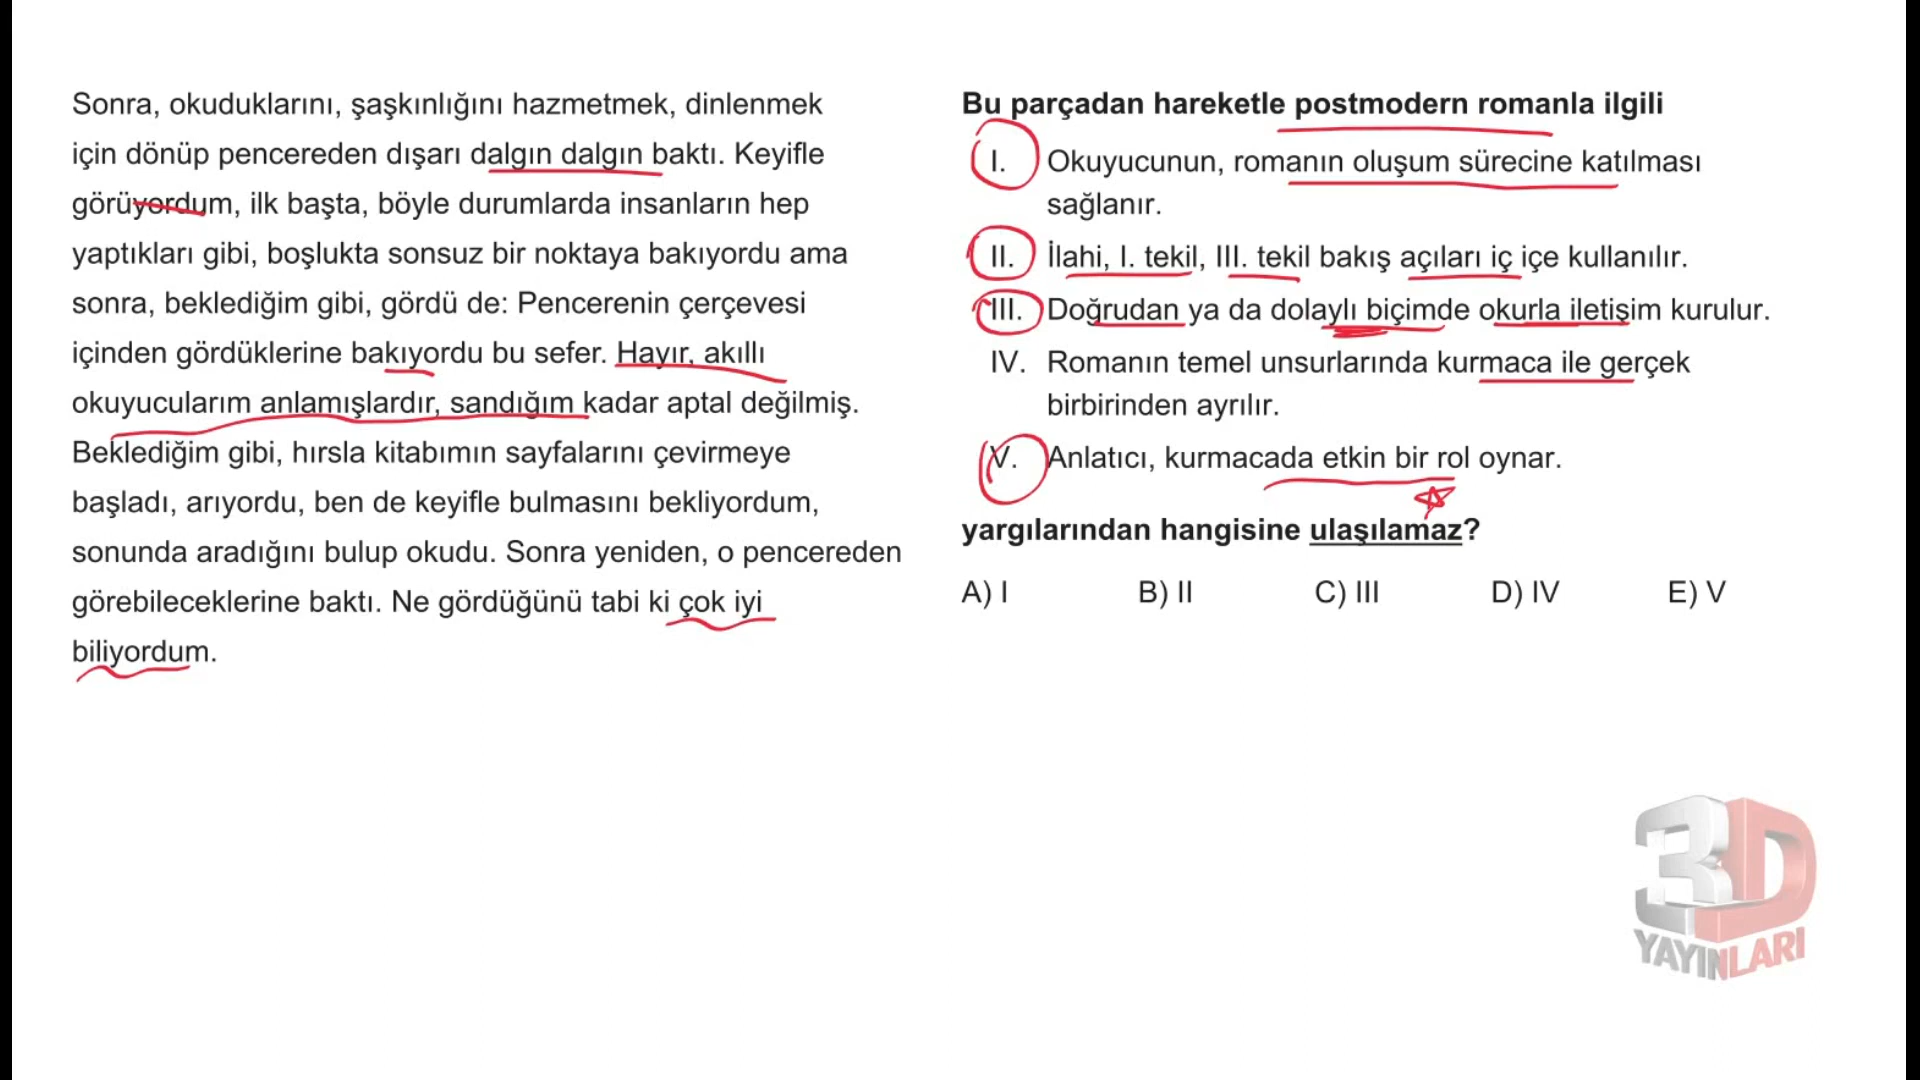 Sonra, okuduklarını, şaşkınlığını hazmetmek, dinlenmek
için dönüp pencereden dışarı dalgın dalgın baktı. Keyifle
görüyordum, ilk başta, böyle durumlarda insanların hep
yaptıkları gibi, boşlukta sonsuz bir noktaya bakıyordu ama
sonra, beklediğim gibi, gördü de: Pencerenin çerçevesi
içinden gördüklerine bakıyordu bu sefer. Hayır, akıllı
okuyucularım anlamışlardır, sandığım kadar aptal değilmiş.
Beklediğim gibi, hırsla kitabımın sayfalarını çevirmeye
başladı, arıyordu, ben de keyifle bulmasını bekliyordum,
sonunda aradığını bulup okudu. Sonra yeniden, o pencereden
görebileceklerine baktı. Ne gördüğünü tabi ki çok iyi
biliyordum.
Bu parçadan hareketle postmodern romanla ilgili
I. Okuyucunun, romanın oluşum sürecine katılması
sağlanır.
II. İlahi, I. tekil, III. tekil bakış açıları iç içe kullanılır.
III. Doğrudan ya da dolaylı biçimde okurla iletişim kurulur.
IV. Romanın temel unsurlarında kurmaca ile gerçek
birbirinden ayrılır.
V. Anlatıcı, kurmacada etkin bir rol oynar.
yargılarından hangisine ulaşılamaz?
A) I B) II C) III D) IV E) V
3D
YAYINLARI